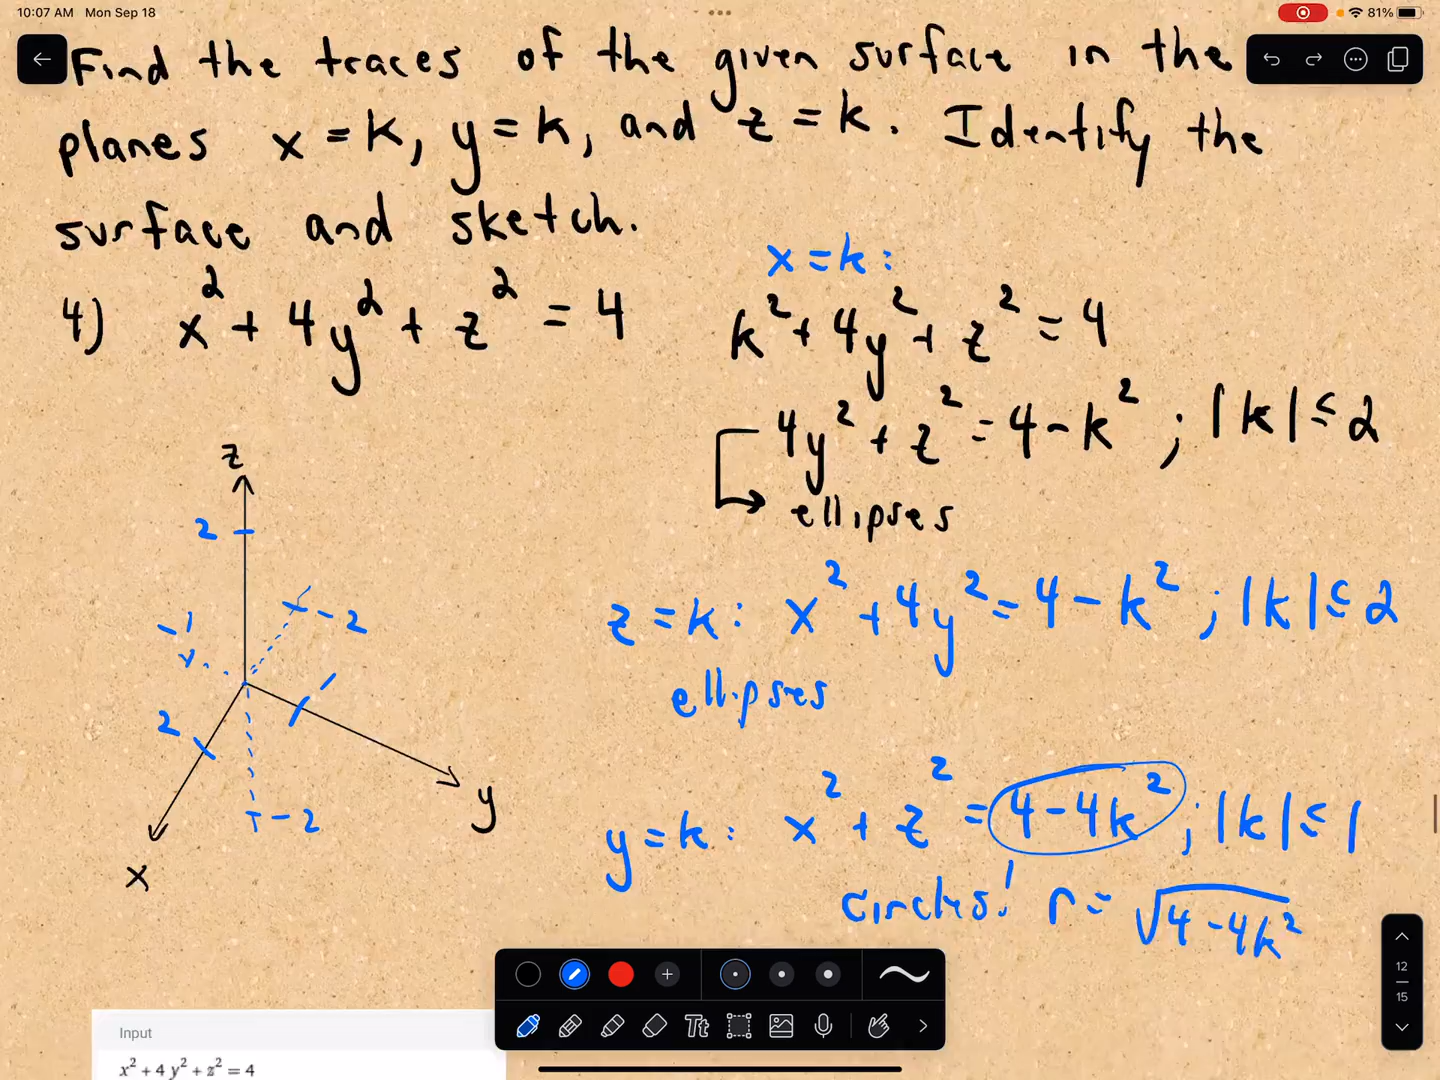 10:07 AM Mon Sep 18
81%
Find the traces of the given surface in the
planes x = k, y = k, and z = k. Identify the
surface and sketch.
4) x² + 4y² + z² = 4
x = k:
k² + 4y² + z² = 4
4y² + z² = 4 - k² ; |k| ≤ 2
ellipses
z = k: x² + 4y² = 4 - k² ; |k| ≤ 2
ellipses
y = k: x² + z² = 4 - 4k² ; |k| ≤ 1
circles! r = √4 - 4k²
z
2
-2
-1
1
2
-2
y
x
12
15
Tt
Input
x² + 4 y² + z² = 4